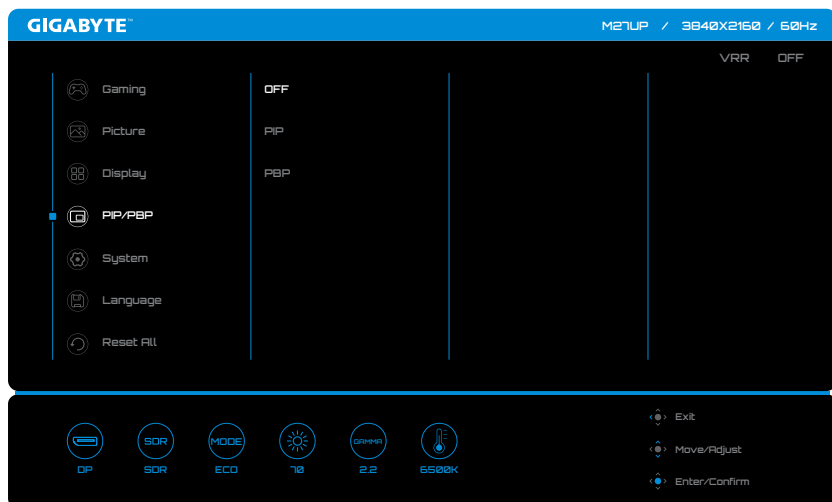 GIGABYTE™ M27UP / 3840X2160 / 60Hz
VRR OFF
Gaming OFF
Picture PIP
Display PBP
PIP/PBP
System
Language
Reset All
Exit
SDR MODE GAMMA
Move/Adjust
DP SDR ECO 70 2.2 6500K
Enter/Confirm